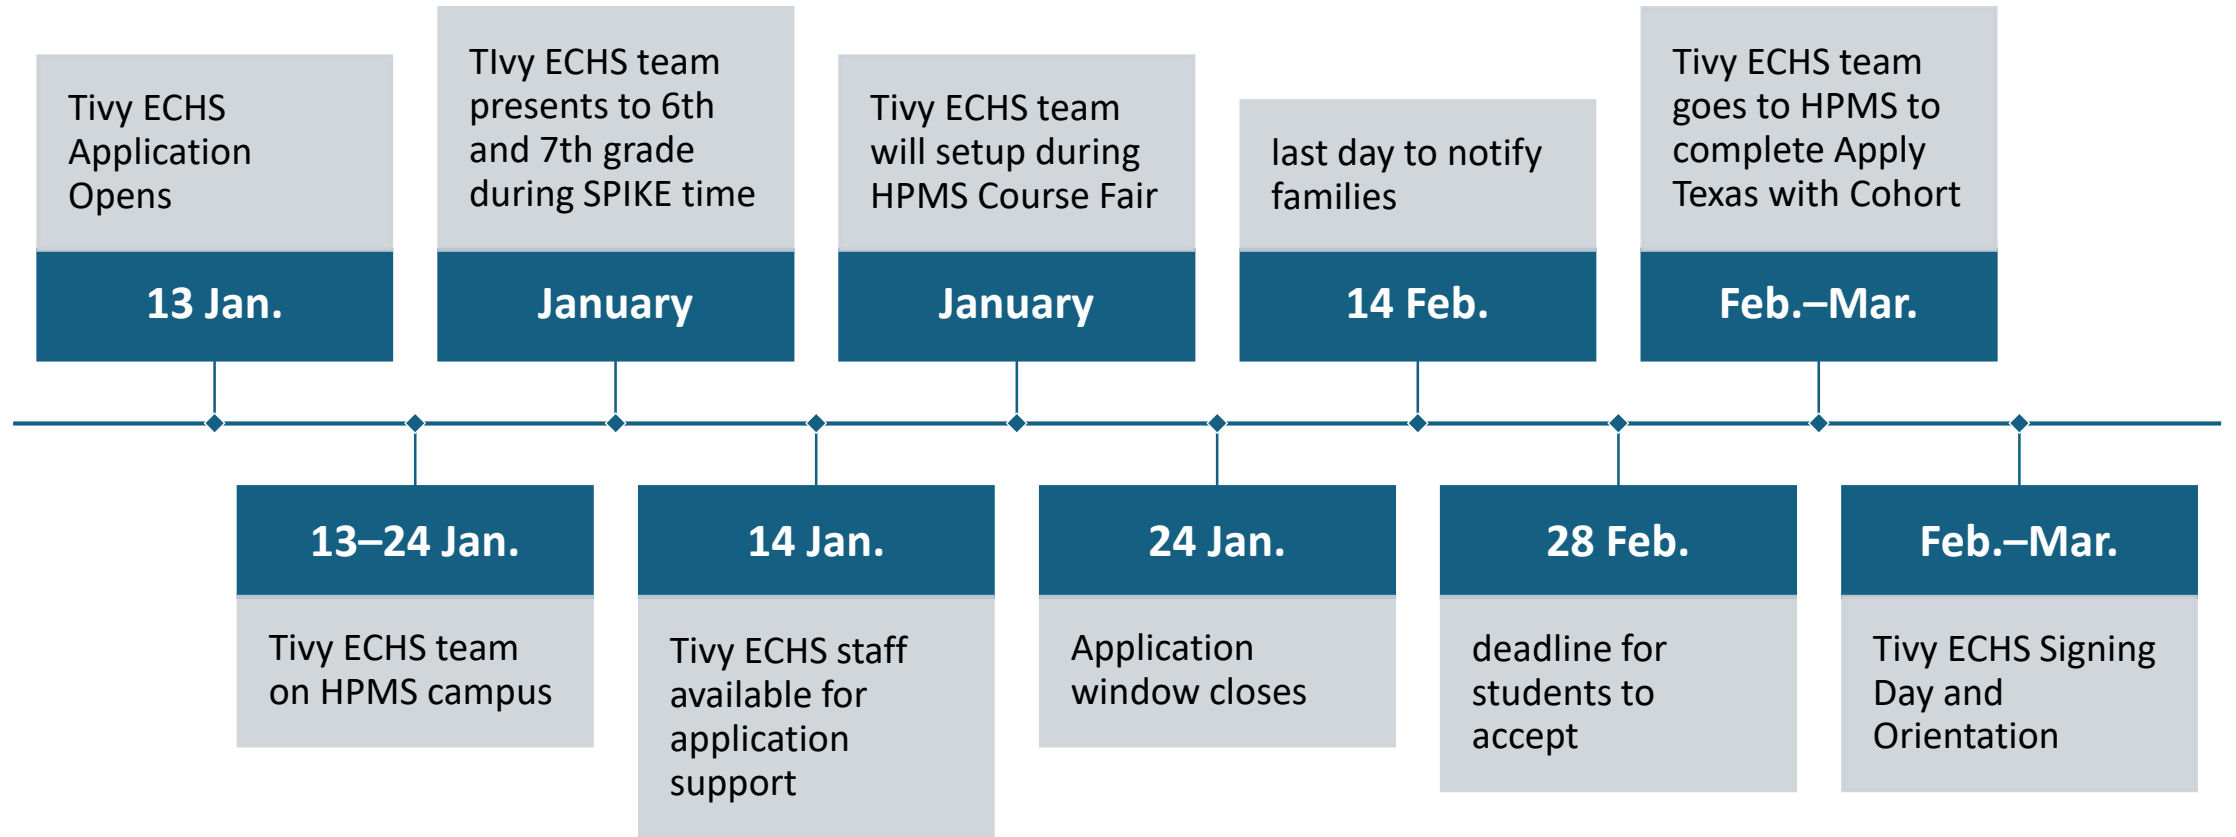 Tivy ECHS
Application
Opens
13 Jan.
13–24 Jan.
Tivy ECHS team
on HPMS campus
TIvy ECHS team
presents to 6th
and 7th grade
during SPIKE time
January
14 Jan.
Tivy ECHS staff
available for
application
support
Tivy ECHS team
will setup during
HPMS Course Fair
January
24 Jan.
Application
window closes
last day to notify
families
14 Feb.
28 Feb.
deadline for
students to
accept
Tivy ECHS team
goes to HPMS to
complete Apply
Texas with Cohort
Feb.–Mar.
Feb.–Mar.
Tivy ECHS Signing
Day and
Orientation